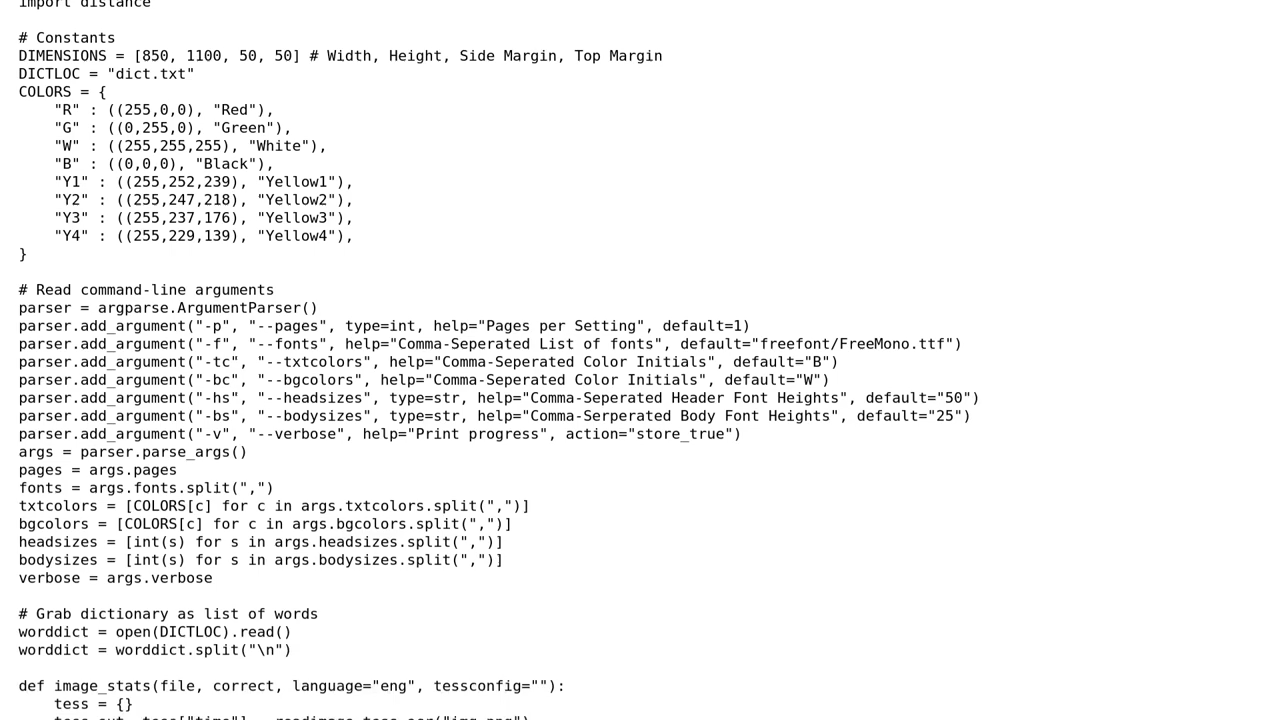 import distance

# Constants
DIMENSIONS = [850, 1100, 50, 50] # Width, Height, Side Margin, Top Margin
DICTLOC = "dict.txt"
COLORS = {
    "R" : ((255,0,0), "Red"),
    "G" : ((0,255,0), "Green"),
    "W" : ((255,255,255), "White"),
    "B" : ((0,0,0), "Black"),
    "Y1" : ((255,252,239), "Yellow1"),
    "Y2" : ((255,247,218), "Yellow2"),
    "Y3" : ((255,237,176), "Yellow3"),
    "Y4" : ((255,229,139), "Yellow4"),
}

# Read command-line arguments
parser = argparse.ArgumentParser()
parser.add_argument("-p", "--pages", type=int, help="Pages per Setting", default=1)
parser.add_argument("-f", "--fonts", help="Comma-Seperated List of fonts", default="freefont/FreeMono.ttf")
parser.add_argument("-tc", "--txtcolors", help="Comma-Seperated Color Initials", default="B")
parser.add_argument("-bc", "--bgcolors", help="Comma-Seperated Color Initials", default="W")
parser.add_argument("-hs", "--headsizes", type=str, help="Comma-Seperated Header Font Heights", default="50")
parser.add_argument("-bs", "--bodysizes", type=str, help="Comma-Serperated Body Font Heights", default="25")
parser.add_argument("-v", "--verbose", help="Print progress", action="store_true")
args = parser.parse_args()
pages = args.pages
fonts = args.fonts.split(",")
txtcolors = [COLORS[c] for c in args.txtcolors.split(",")]
bgcolors = [COLORS[c] for c in args.bgcolors.split(",")]
headsizes = [int(s) for s in args.headsizes.split(",")]
bodysizes = [int(s) for s in args.bodysizes.split(",")]
verbose = args.verbose

# Grab dictionary as list of words
worddict = open(DICTLOC).read()
worddict = worddict.split("\n")

def image_stats(file, correct, language="eng", tessconfig=""):
    tess = {}